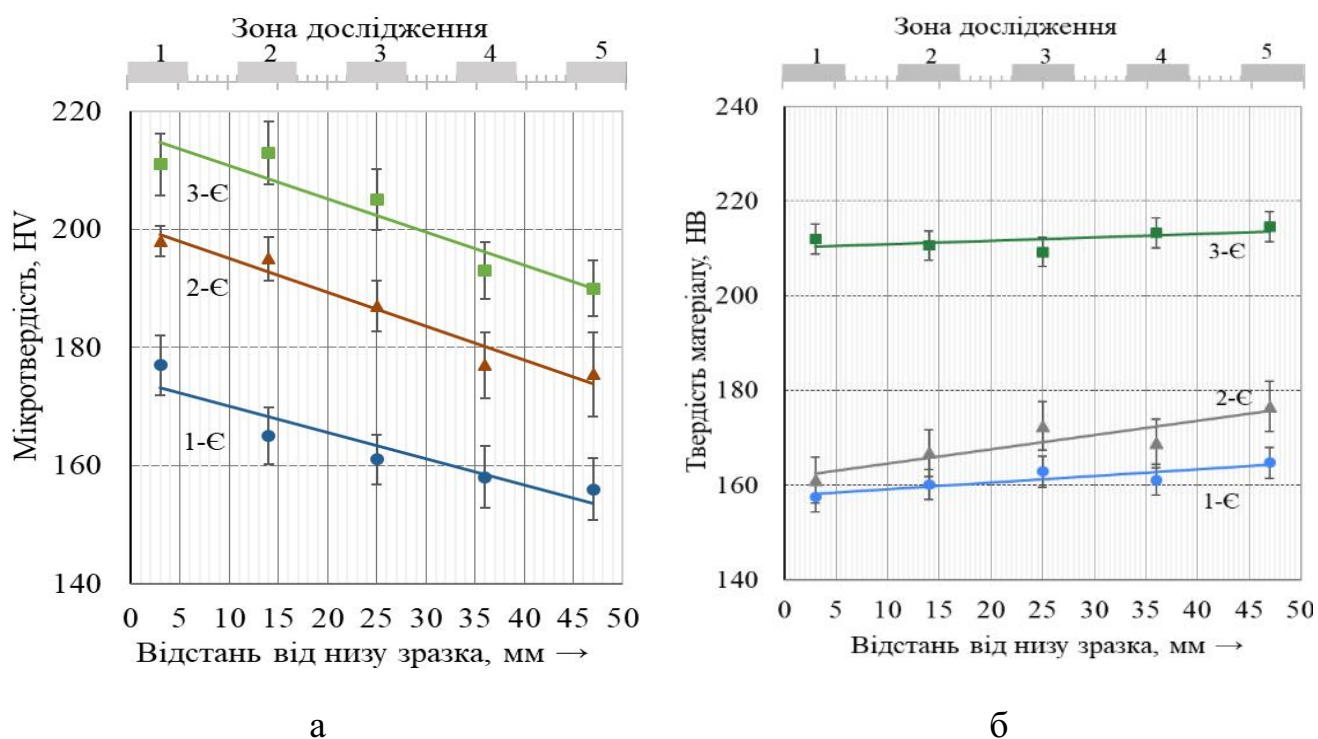 Зона дослідження
1 2 3 4 5
Мікротвердість, HV
220
200
180
160
140
3-Є
2-Є
1-Є
0 5 10 15 20 25 30 35 40 45 50
Відстань від низу зразка, мм →
а
Зона дослідження
1 2 3 4 5
Твердість матеріалу, НВ
240
220
200
180
160
140
3-Є
2-Є
1-Є
0 5 10 15 20 25 30 35 40 45 50
Відстань від низу зразка, мм →
б